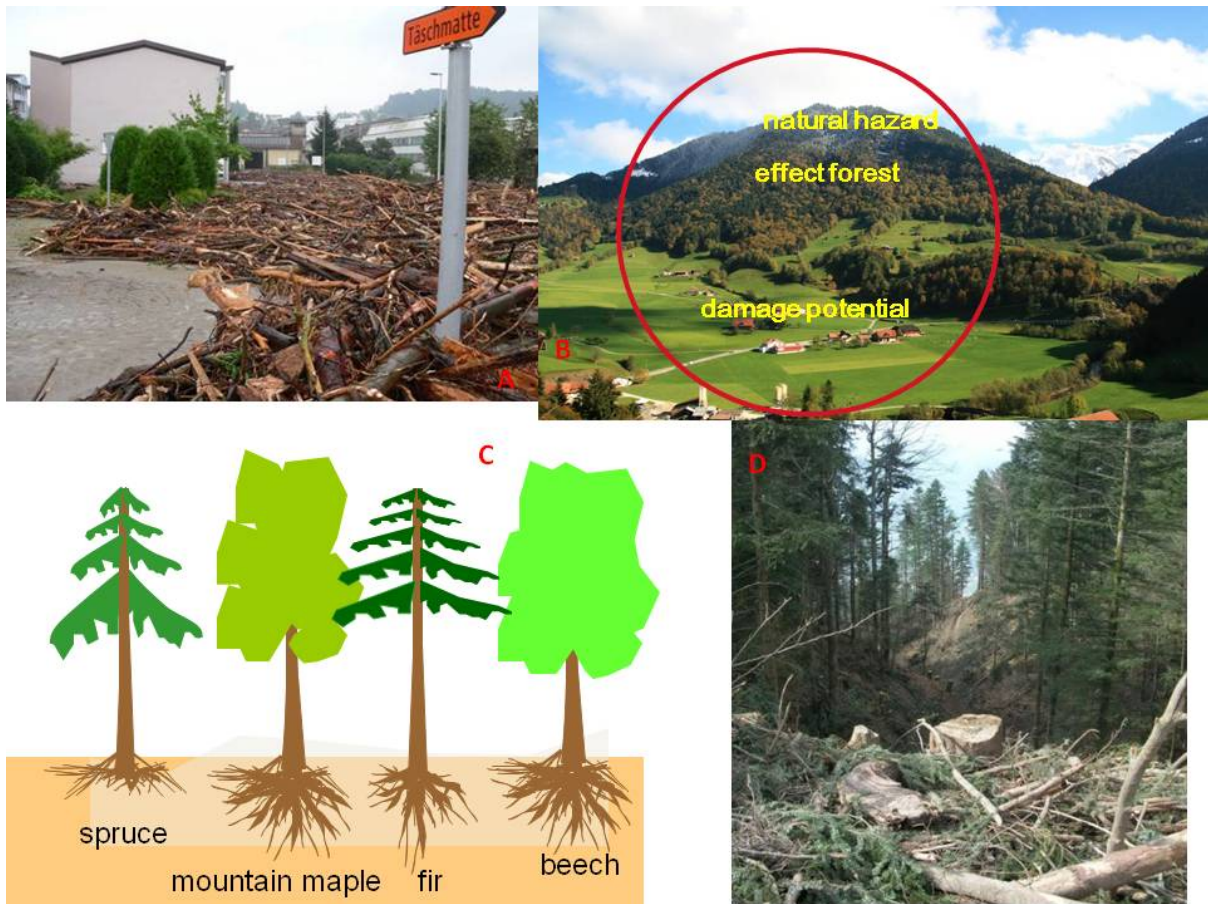 Täschmatte
A
natural hazard
effect forest
damage potential
B
C
spruce
mountain maple
fir
beech
D